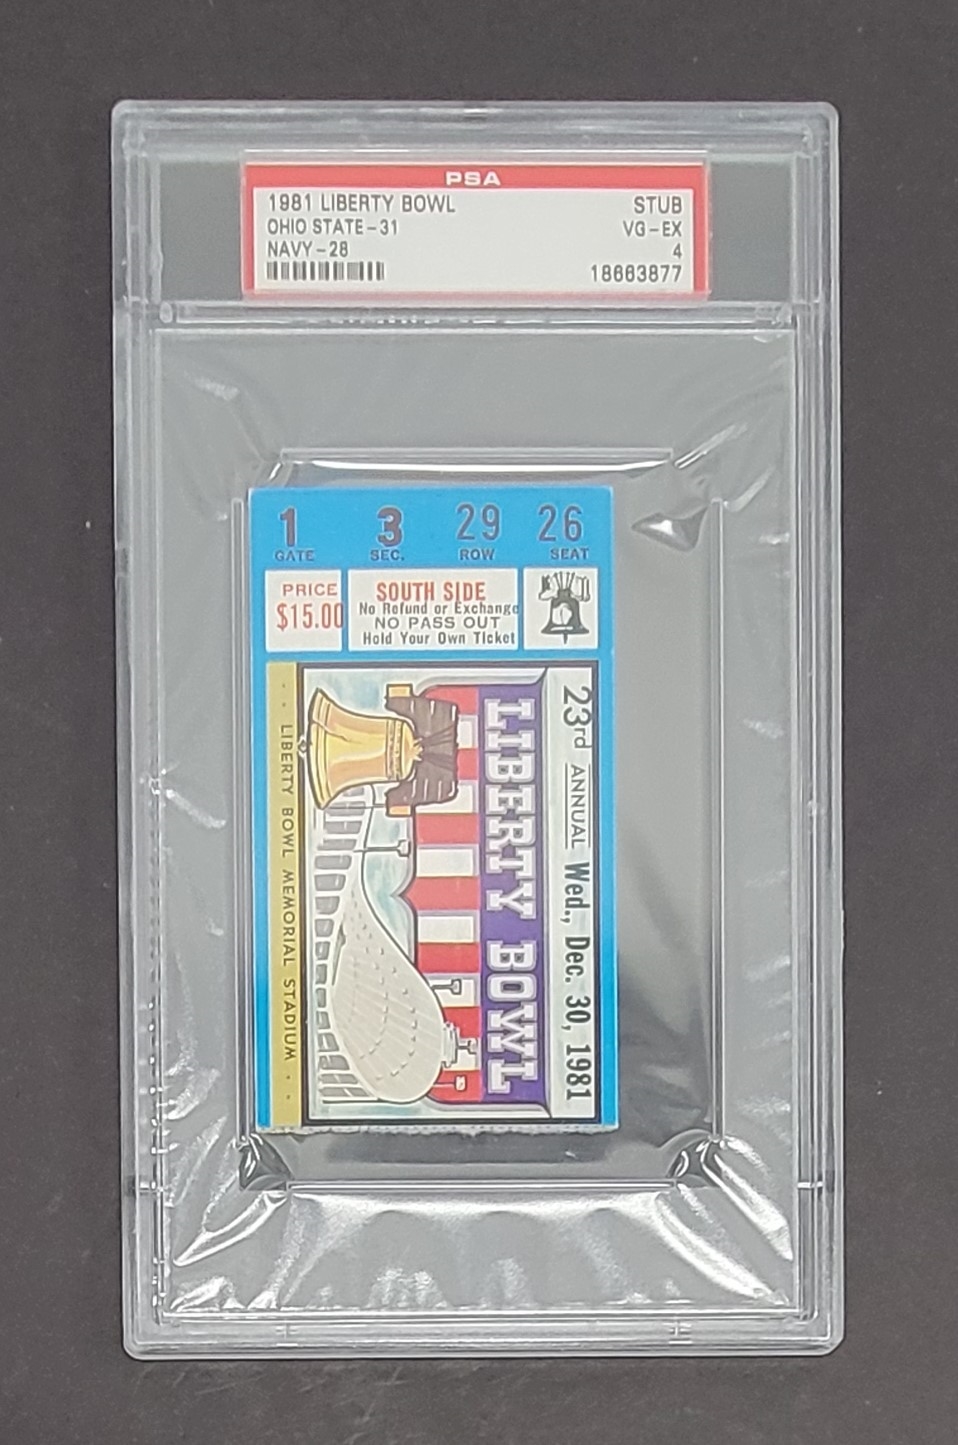 PSA
1981 LIBERTY BOWL STUB
OHIO STATE-31 VG-EX
NAVY-28 4
18663877
1 3 29 26
GATE SEC. ROW SEAT
PRICE
$15.00
SOUTH SIDE
No Refund or Exchange
NO PASS OUT
Hold Your Own Ticket
23rd ANNUAL Wed., Dec. 30, 1981
LIBERTY BOWL
· · LIBERTY BOWL MEMORIAL STADIUM · ·